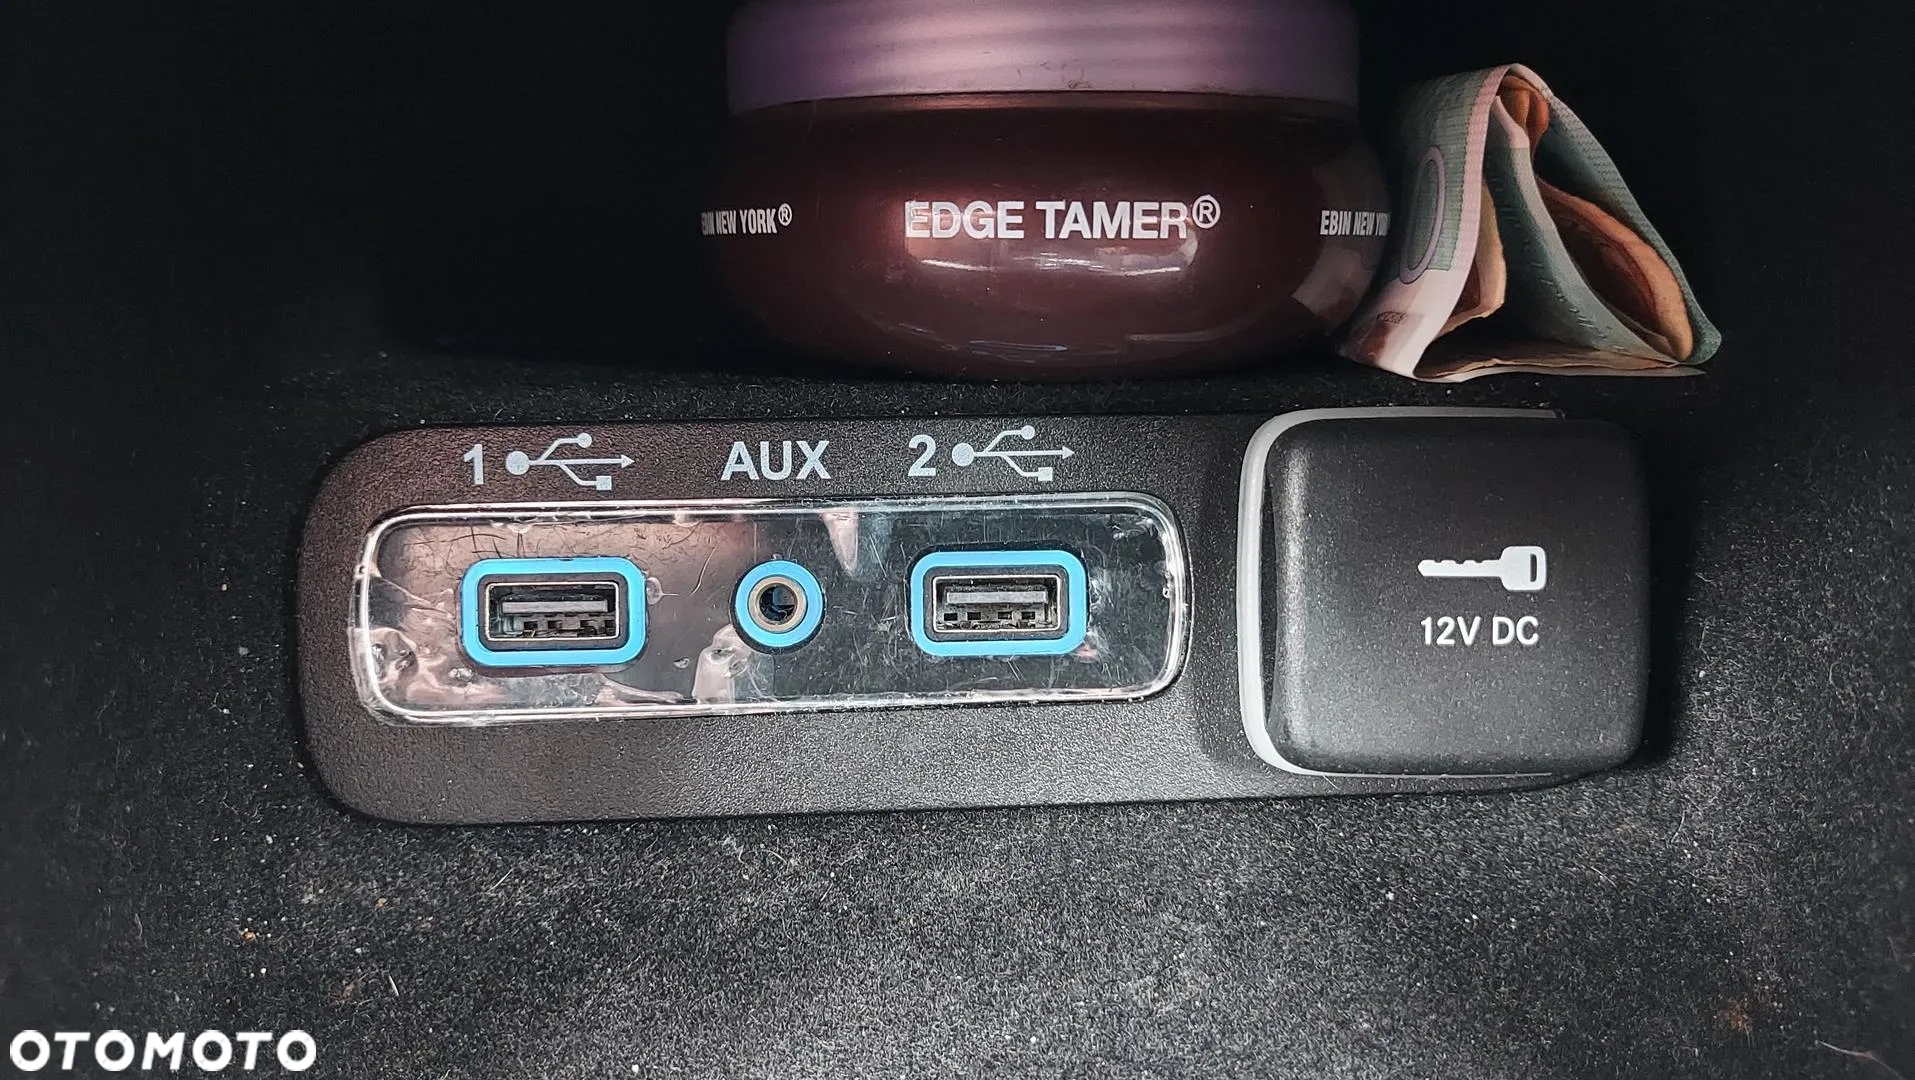 EBIN NEW YORK® EDGE TAMER® EBIN NEW YORK
1 AUX 2
12V DC
OTOMOTO